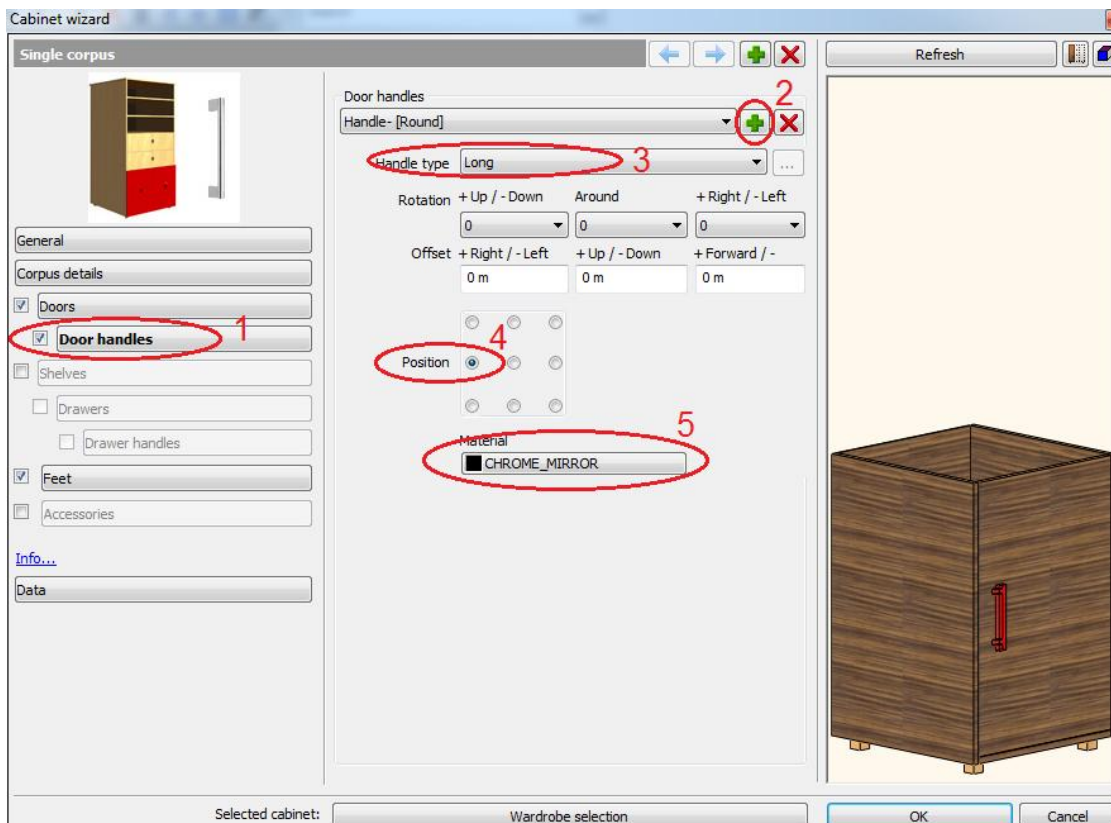 Cabinet wizard
Single corpus
Refresh
Door handles
2
Handle- [Round]
Handle type Long ... 3
Rotation + Up / - Down Around + Right / - Left
0 0 0
General
Offset + Right / - Left + Up / - Down + Forward / -
Corpus details
0 m 0 m 0 m
Doors
Door handles 1
4
Position
Shelves
Drawers
Drawer handles
Material 5
CHROME_MIRROR
Feet
Accessories
Info...
Data
Selected cabinet: Wardrobe selection OK Cancel